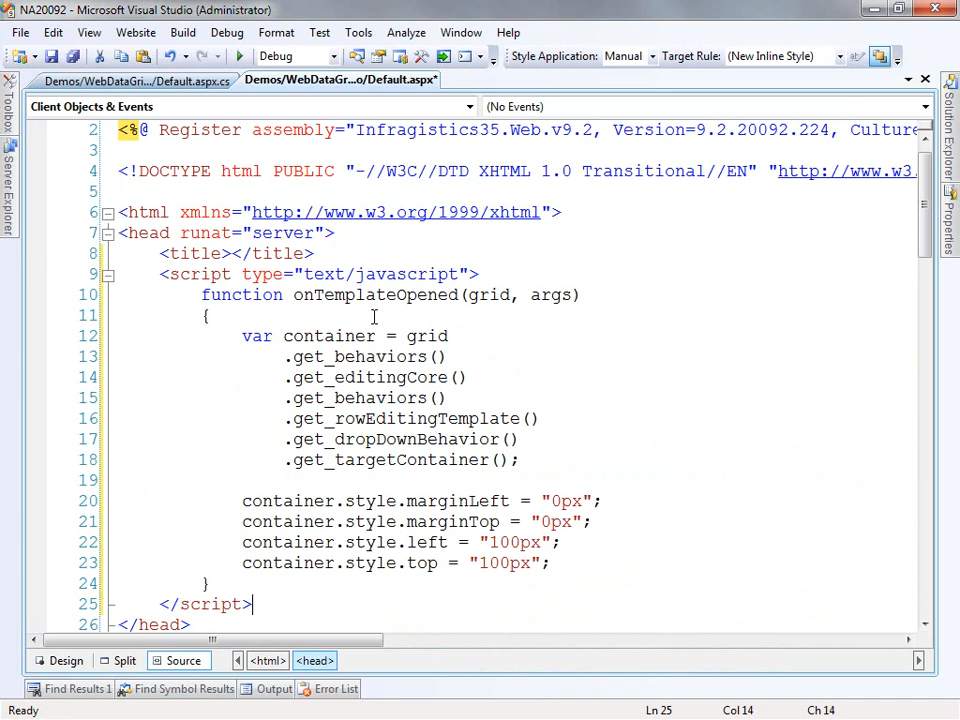 NA20092 - Microsoft Visual Studio (Administrator)
File Edit View Website Build Debug Format Test Tools Analyze Window Help
Debug Style Application: Manual Target Rule: (New Inline Style)
Demos/WebDataGri.../Default.aspx.cs Demos/WebDataGr...o/Default.aspx*
Client Objects & Events (No Events)
Toolbox
Server Explorer
Solution Explorer
Properties
2 <%@ Register assembly="Infragistics35.Web.v9.2, Version=9.2.20092.224, Culture
3
4 <!DOCTYPE html PUBLIC "-//W3C//DTD XHTML 1.0 Transitional//EN" "http://www.w3.
5
6 <html xmlns="http://www.w3.org/1999/xhtml">
7 <head runat="server">
8 <title></title>
9 <script type="text/javascript">
10 function onTemplateOpened(grid, args)
11 {
12 var container = grid
13 .get_behaviors()
14 .get_editingCore()
15 .get_behaviors()
16 .get_rowEditingTemplate()
17 .get_dropDownBehavior()
18 .get_targetContainer();
19
20 container.style.marginLeft = "0px";
21 container.style.marginTop = "0px";
22 container.style.left = "100px";
23 container.style.top = "100px";
24 }
25 </script>
26 </head>
Design Split Source <html> <head>
Find Results 1 Find Symbol Results Output Error List
Ready Ln 25 Col 14 Ch 14